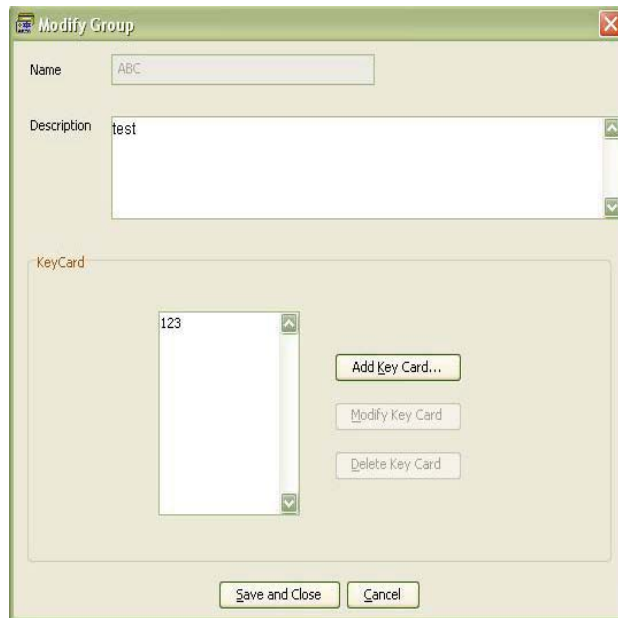 Modify Group
Name ABC
Description test
KeyCard
123
Add Key Card...
Modify Key Card
Delete Key Card
Save and Close Cancel